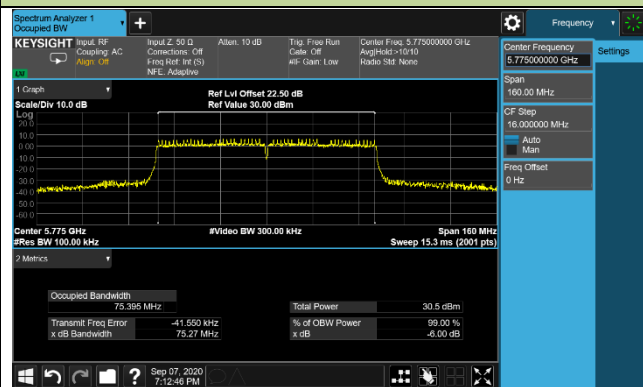 Spectrum Analyzer 1
Occupied BW
Frequency
KEYSIGHT
Input: RF
Coupling: AC
Align: Off
Input Z: 50 Ω
Corrections: Off
Freq Ref: Int (S)
NFE: Adaptive
Atten: 10 dB
Trig: Free Run
Gate: Off
#IF Gain: Low
Center Freq: 5.775000000 GHz
Avg|Hold:>10/10
Radio Std: None
Center Frequency
5.775000000 GHz
Settings
Span
160.00 MHz
CF Step
16.000000 MHz
Auto
Man
Freq Offset
0 Hz
1 Graph
Scale/Div 10.0 dB
Ref Lvl Offset 22.50 dB
Ref Value 30.00 dBm
Log
20.0
10.0
0.00
-10.0
-20.0
-30.0
-40.0
-50.0
-60.0
Center 5.775 GHz
#Res BW 100.00 kHz
#Video BW 300.00 kHz
Span 160 MHz
Sweep 15.3 ms (2001 pts)
2 Metrics
Occupied Bandwidth
75.395 MHz
Total Power
30.5 dBm
Transmit Freq Error
-41.550 kHz
% of OBW Power
99.00 %
x dB Bandwidth
75.27 MHz
x dB
-6.00 dB
Sep 07, 2020
7:12:46 PM